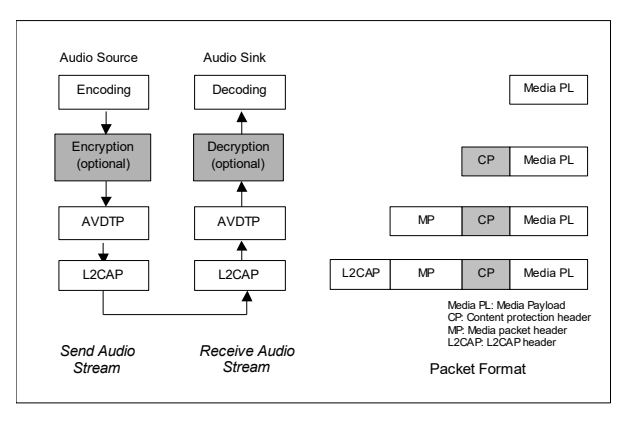 Audio Source
Audio Sink
Encoding
Decoding
Media PL
Encryption
(optional)
Decryption
(optional)
CP
Media PL
AVDTP
AVDTP
MP
CP
Media PL
L2CAP
L2CAP
L2CAP
MP
CP
Media PL
Media PL: Media Payload
CP: Content protection header
MP: Media packet header
L2CAP: L2CAP header
Send Audio
Stream
Receive Audio
Stream
Packet Format